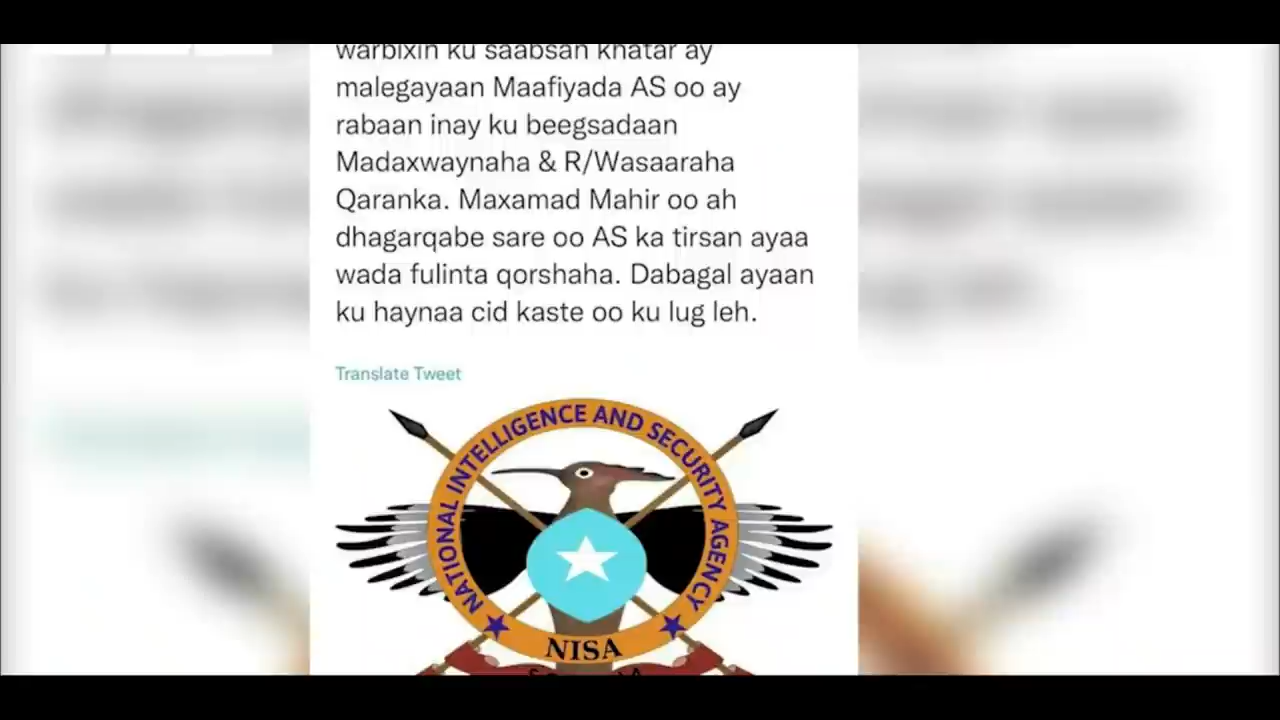 warbixin ku saabsan khatar ay
malegayaan Maafiyada AS oo ay
rabaan inay ku beegsadaan
Madaxwaynaha & R/Wasaaraha
Qaranka. Maxamad Mahir oo ah
dhagarqabe sare oo AS ka tirsan ayaa
wada fulinta qorshaha. Dabagal ayaan
ku haynaa cid kaste oo ku lug leh.
Translate Tweet
NATIONAL INTELLIGENCE AND SECURITY AGENCY
NISA